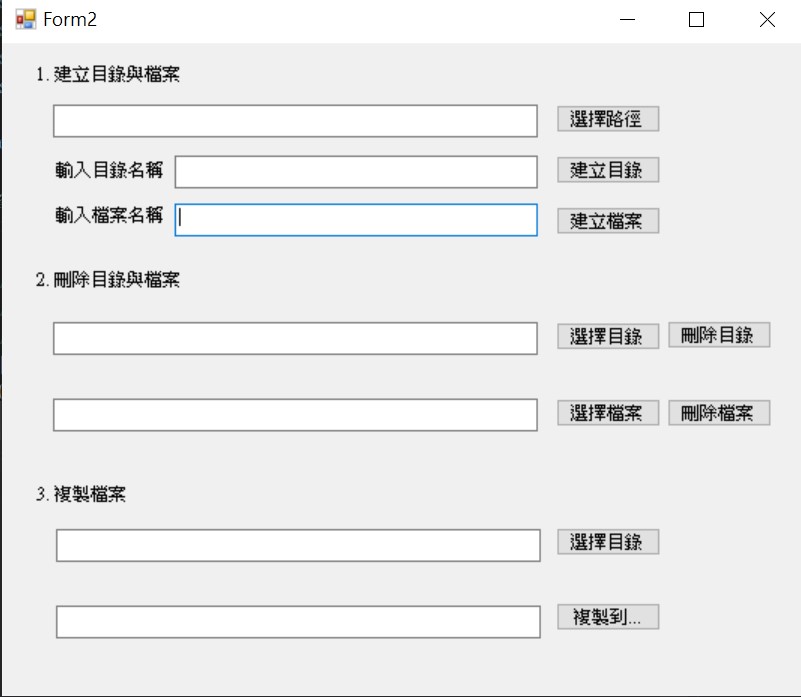 Form2
1. 建立目錄與檔案
選擇路徑
輸入目錄名稱 建立目錄
輸入檔案名稱 建立檔案
2. 刪除目錄與檔案
選擇目錄 刪除目錄
選擇檔案 刪除檔案
3. 複製檔案
選擇目錄
複製到...